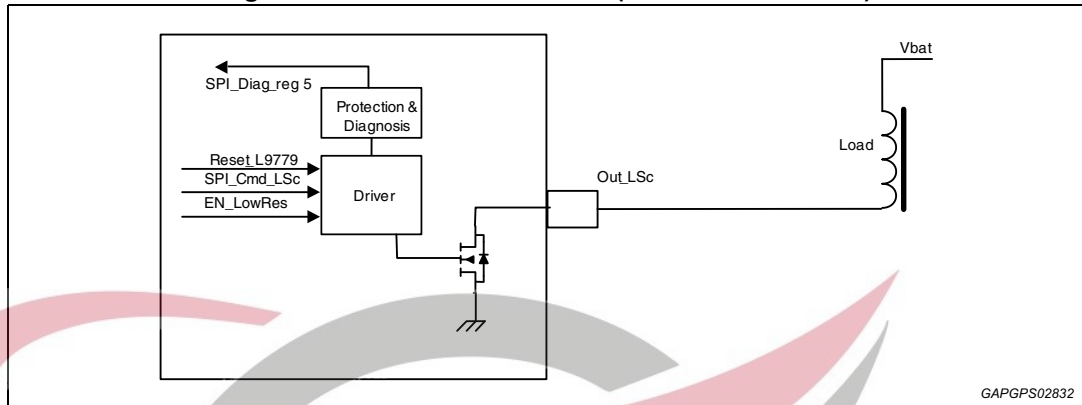 SPI_Diag_reg 5
Protection &
Diagnosis
Reset_L9779
SPI_Cmd_LSc
EN_LowRes
Driver
Out_LSc
Vbat
Load
GAPGPS02832